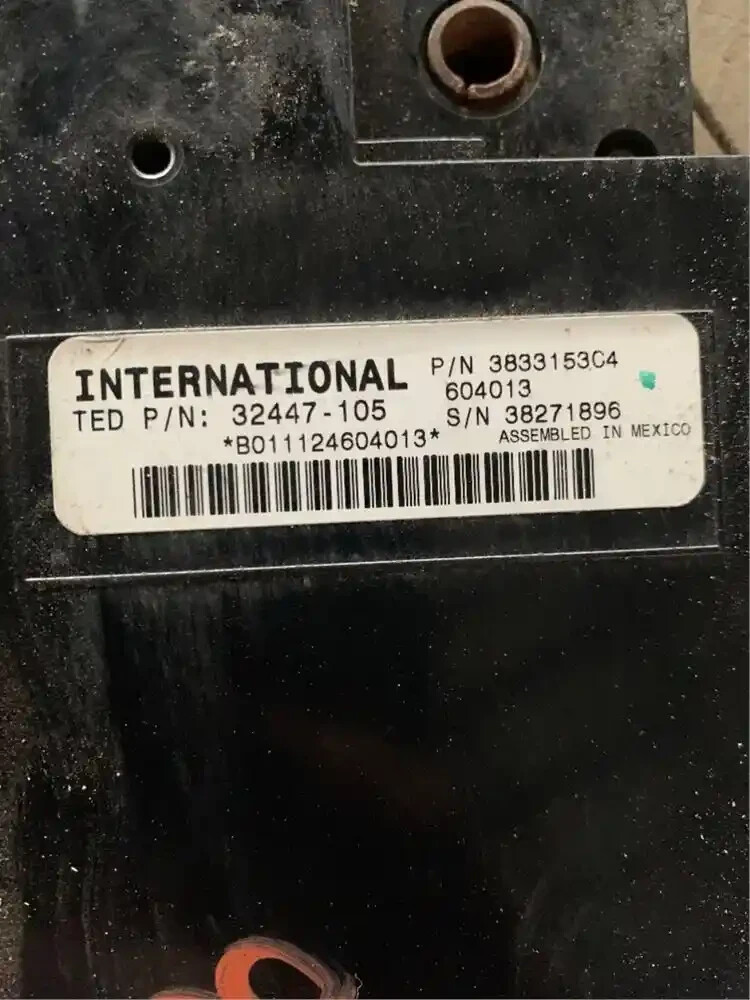 INTERNATIONAL P/N 3833153C4
604013
TED P/N: 32447-105 S/N 38271896
*B011124604013* ASSEMBLED IN MEXICO